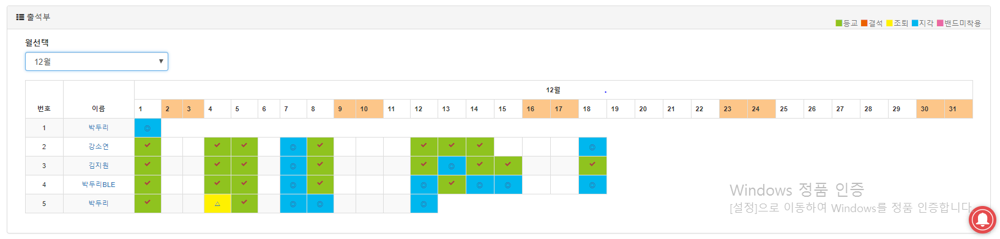 출석부
등교 결석 조퇴 지각 밴드미착용
월선택
12월
12월
번호 이름 1 2 3 4 5 6 7 8 9 10 11 12 13 14 15 16 17 18 19 20 21 22 23 24 25 26 27 28 29 30 31
1 박두리 ◎
2 강소연 ✔ ✔ ✔ ◎ ✔ ✔ ✔ ✔ ◎
3 김지원 ✔ ✔ ✔ ◎ ✔ ✔ ◎ ✔ ✔ ✔
4 박두리BLE ✔ ✔ ✔ ◎ ✔ ◎ ✔ ◎ ◎ ◎
5 박두리 ✔ △ ✔ ◎ ◎ ◎
Windows 정품 인증
[설정]으로 이동하여 Windows를 정품 인증합니다.